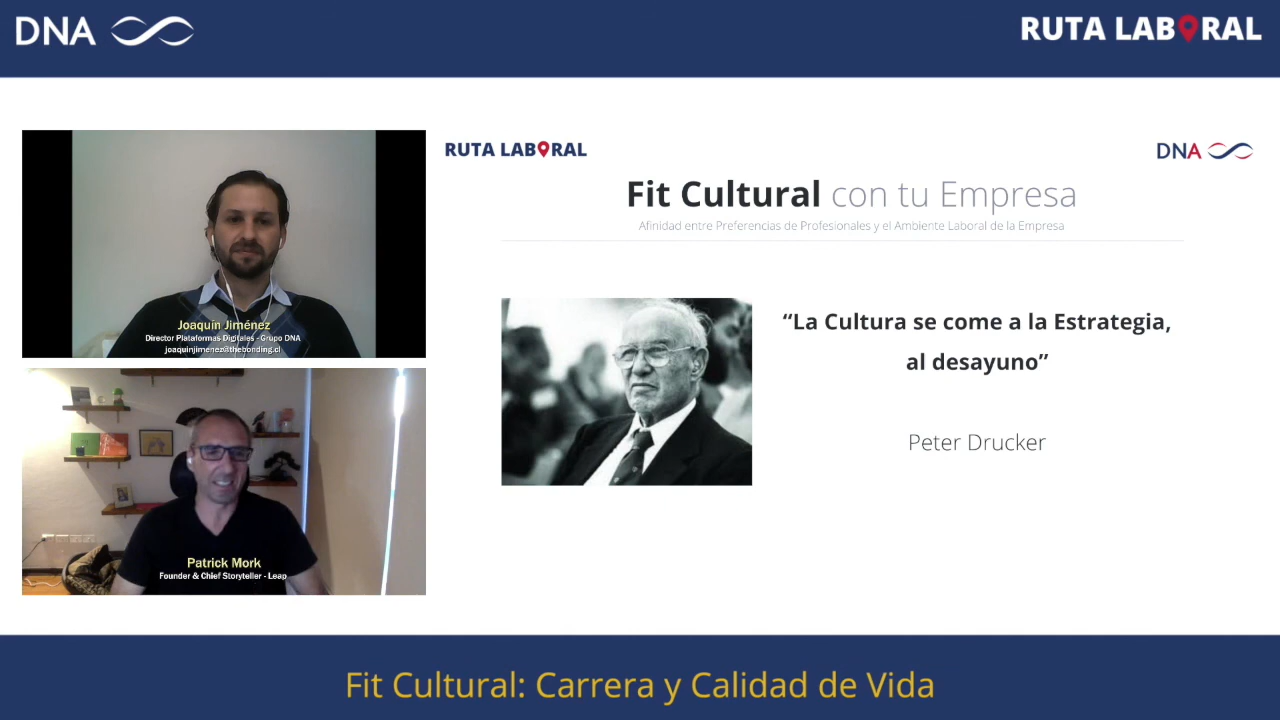 DNA
RUTA LABORAL
Joaquín Jiménez
Director Plataformas Digitales - Grupo DNA
joaquinjimenez@thebonding.cl
Patrick Mork
Founder & Chief Storyteller - Leap
RUTA LABORAL
DNA
Fit Cultural con tu Empresa
Afinidad entre Preferencias de Profesionales y el Ambiente Laboral de la Empresa
“La Cultura se come a la Estrategia,
al desayuno”
Peter Drucker
Fit Cultural: Carrera y Calidad de Vida